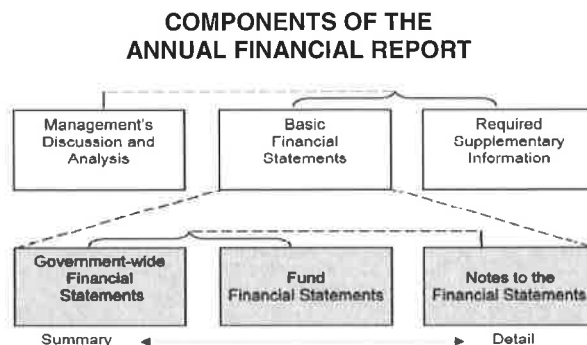 COMPONENTS OF THE
ANNUAL FINANCIAL REPORT
Management's
Discussion and
Analysis
Basic
Financial
Statements
Required
Supplementary
Information
Government-wide
Financial
Statements
Fund
Financial Statements
Notes to the
Financial Statements
Summary
Detail